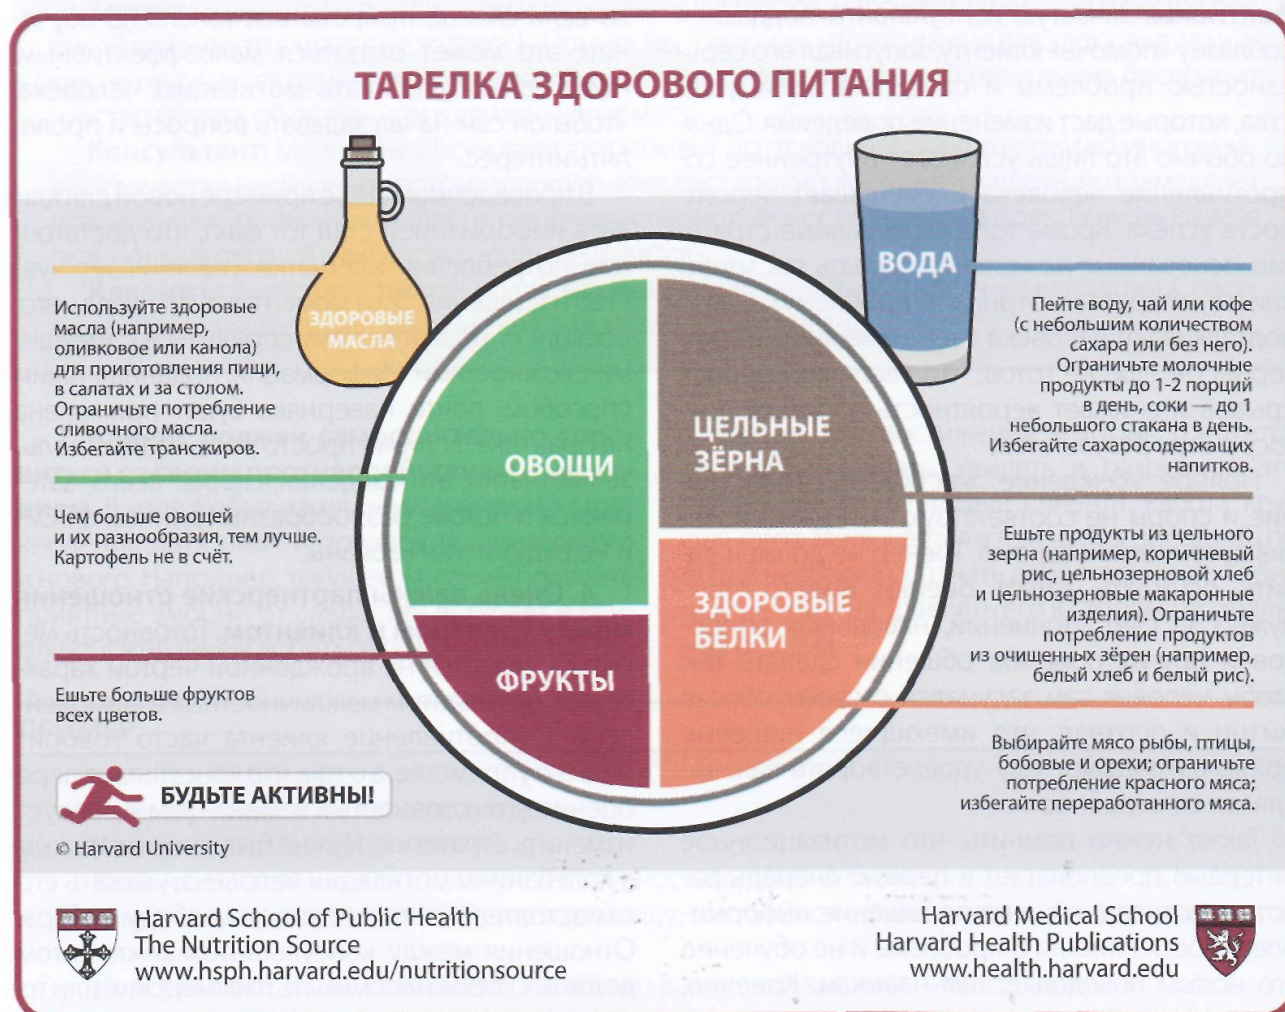 ТАРЕЛКА ЗДОРОВОГО ПИТАНИЯ
ЗДОРОВЫЕ
МАСЛА
ВОДА
Используйте здоровые
масла (например,
оливковое или канола)
для приготовления пищи,
в салатах и за столом.
Ограничьте потребление
сливочного масла.
Избегайте трансжиров.
Пейте воду, чай или кофе
(с небольшим количеством
сахара или без него).
Ограничьте молочные
продукты до 1-2 порций
в день, соки — до 1
небольшого стакана в день.
Избегайте сахоросодержащих
напитков.
ОВОЩИ
ЦЕЛЬНЫЕ
ЗЁРНА
Чем больше овощей
и их разнообразия, тем лучше.
Картофель не в счёт.
Ешьте продукты из цельного
зерна (например, коричневый
рис, цельнозерновой хлеб
и цельнозерновые макаронные
изделия). Ограничьте
потребление продуктов
из очищенных зёрен (например,
белый хлеб и белый рис).
ФРУКТЫ
ЗДОРОВЫЕ
БЕЛКИ
Ешьте больше фруктов
всех цветов.
Выбирайте мясо рыбы, птицы,
бобовые и орехи; ограничьте
потребление красного мяса;
избегайте переработанного мяса.
БУДЬТЕ АКТИВНЫ!
© Harvard University
Harvard School of Public Health
The Nutrition Source
www.hsph.harvard.edu/nutritionsource
Harvard Medical School
Harvard Health Publications
www.health.harvard.edu